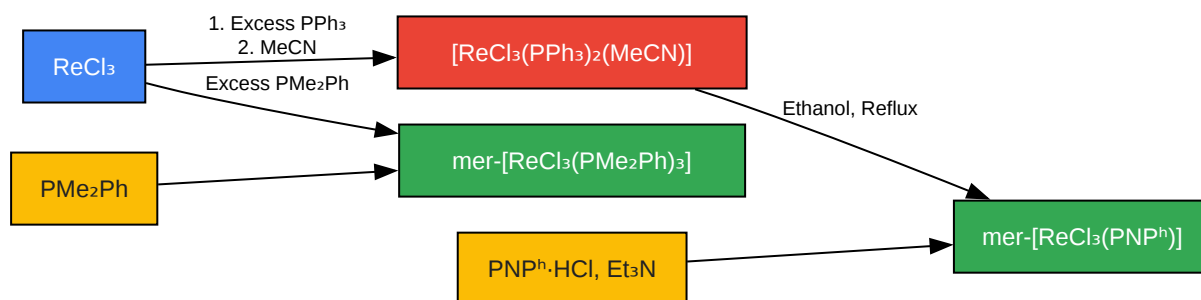 1. Excess PPh₃
2. MeCN
ReCl₃
[ReCl₃(PPh₃)₂(MeCN)]
Excess PMe₂Ph
Ethanol, Reflux
mer-[ReCl₃(PMe₂Ph)₃]
PMe₂Ph
mer-[ReCl₃(PNPʰ)]
PNPʰ·HCl, Et₃N